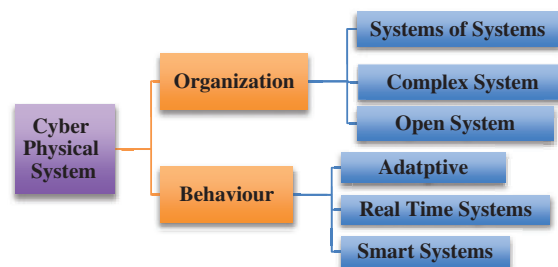 Cyber
Physical
System
Organization
Systems of Systems
Complex System
Open System
Behaviour
Adatptive
Real Time Systems
Smart Systems